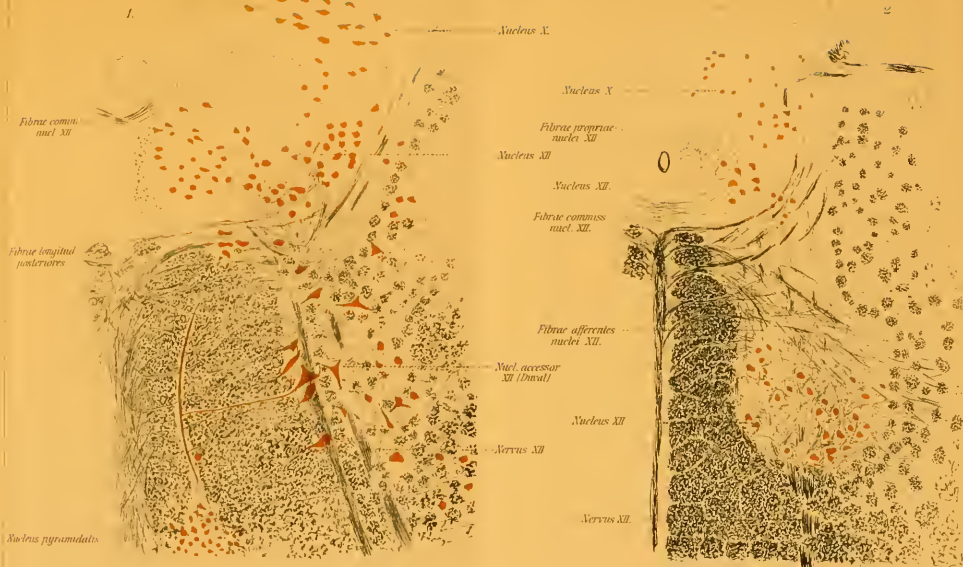 1.
2
Nucleus X.
Fibrae comm.
nucl XII
Nucleus XII
Fibrae longitud
posteriores
Nucl. accessor
XII (Duval)
Nervus XII
Nucleus pyramidalis
Nucleus X
Fibrae propriae
nuclei XII
Nucleus XII.
Fibrae commiss
nucl. XII.
Fibrae afferentes
nuclei XII.
Nucleus XII
Nervus XII.